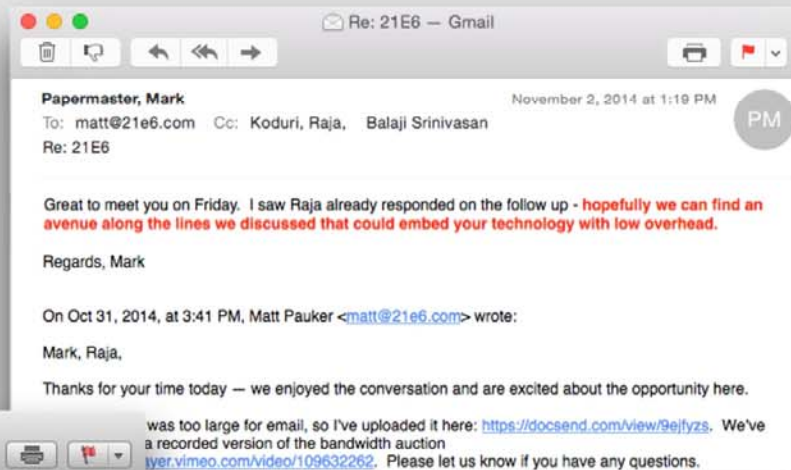 Re: 21E6 — Gmail
Papermaster, Mark
November 2, 2014 at 1:19 PM
PM
To: matt@21e6.com Cc: Koduri, Raja, Balaji Srinivasan
Re: 21E6
Great to meet you on Friday. I saw Raja already responded on the follow up - hopefully we can find an
avenue along the lines we discussed that could embed your technology with low overhead.
Regards, Mark
On Oct 31, 2014, at 3:41 PM, Matt Pauker <matt@21e6.com> wrote:
Mark, Raja,
Thanks for your time today — we enjoyed the conversation and are excited about the opportunity here.
was too large for email, so I've uploaded it here: https://docsend.com/view/9ejfyzs. We've
a recorded version of the bandwidth auction
ayer.vimeo.com/video/109632262. Please let us know if you have any questions.